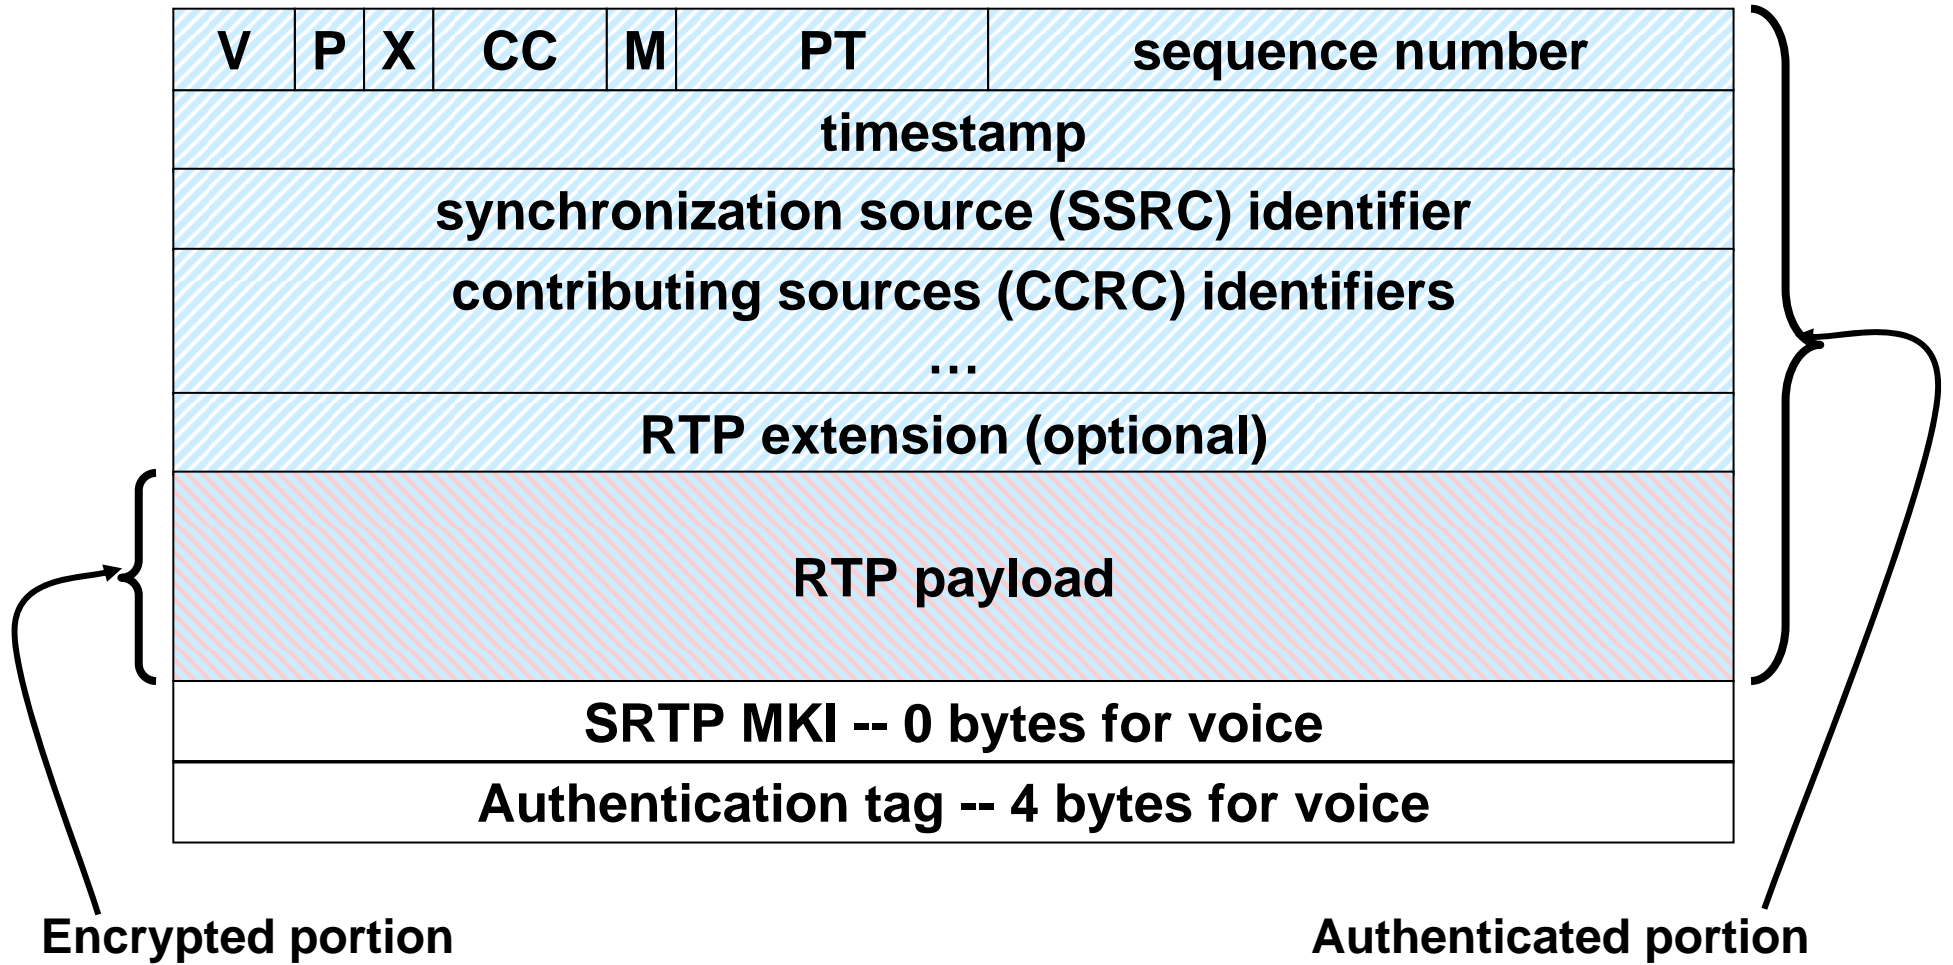 V P X CC M PT sequence number
timestamp
synchronization source (SSRC) identifier
contributing sources (CCRC) identifiers
...
RTP extension (optional)
RTP payload
SRTP MKI -- 0 bytes for voice
Authentication tag -- 4 bytes for voice
Encrypted portion
Authenticated portion